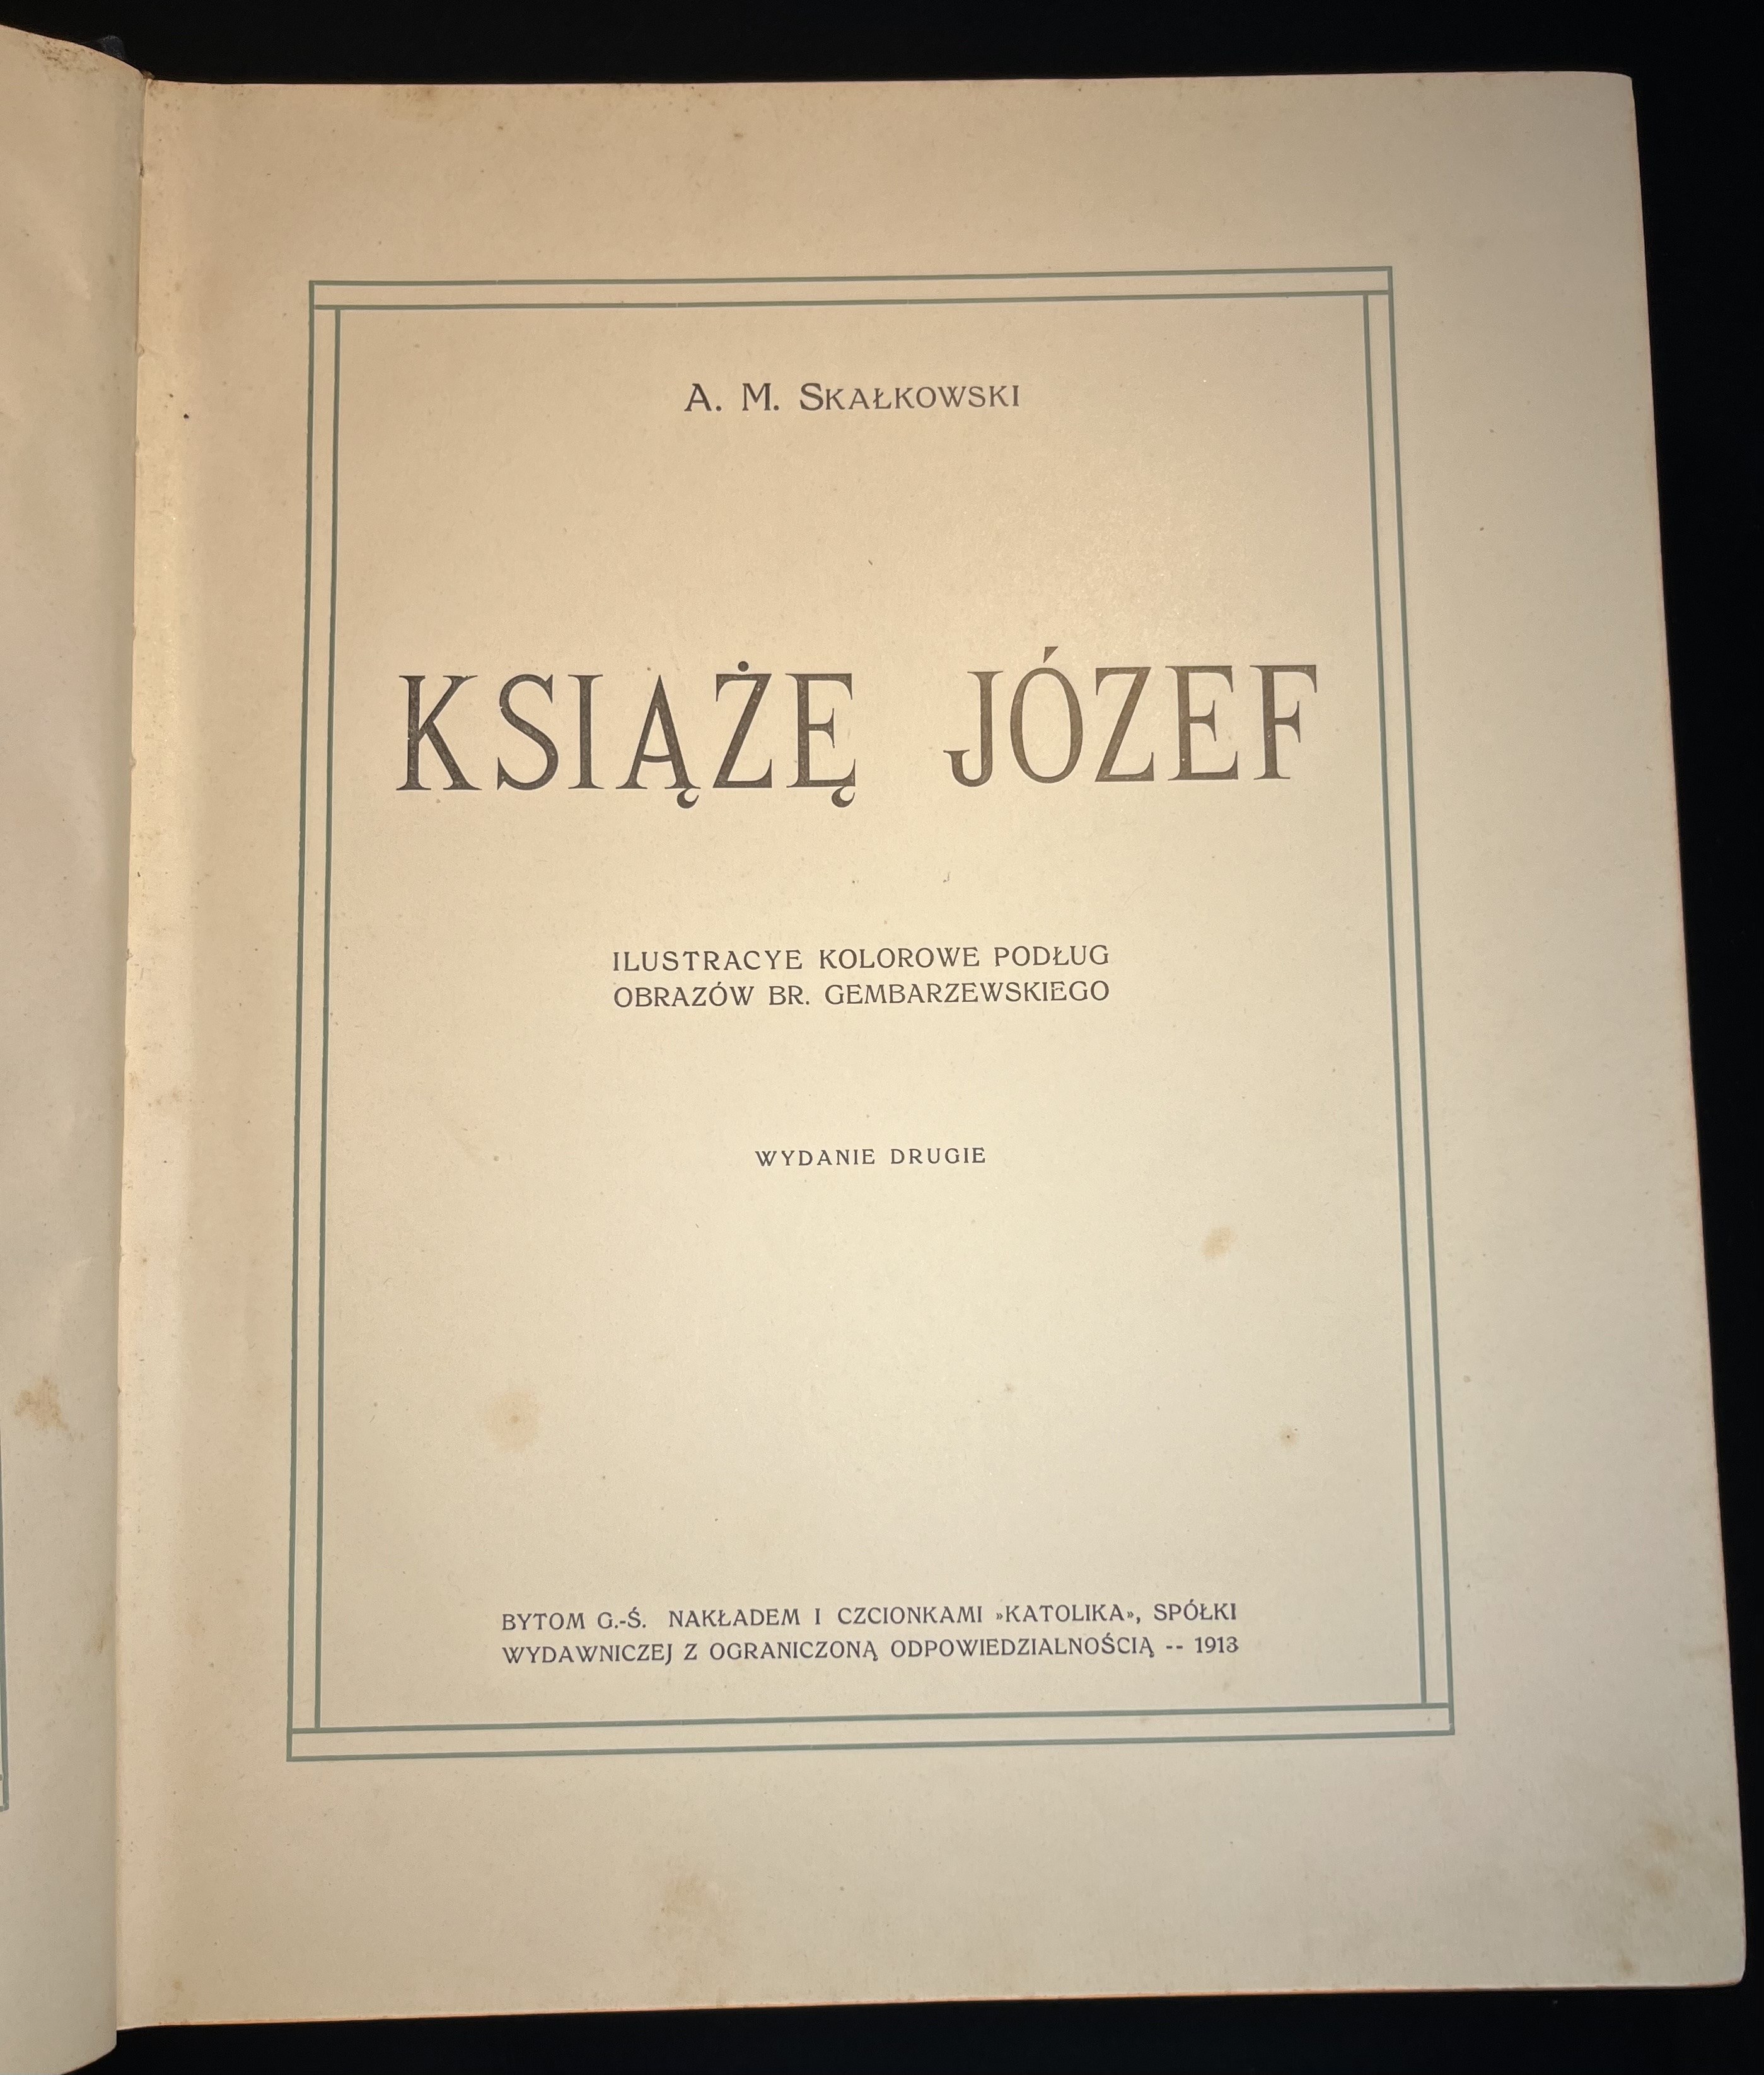 A. M. SKAŁKOWSKI
KSIĄŻĘ JÓZEF
ILUSTRACYE KOLOROWE PODŁUG
OBRAZÓW BR. GEMBARZEWSKIEGO
WYDANIE DRUGIE
BYTOM G.-Ś. NAKŁADEM I CZCIONKAMI »KATOLIKA», SPÓŁKI
WYDAWNICZEJ Z OGRANICZONĄ ODPOWIEDZIALNOŚCIĄ -- 1913